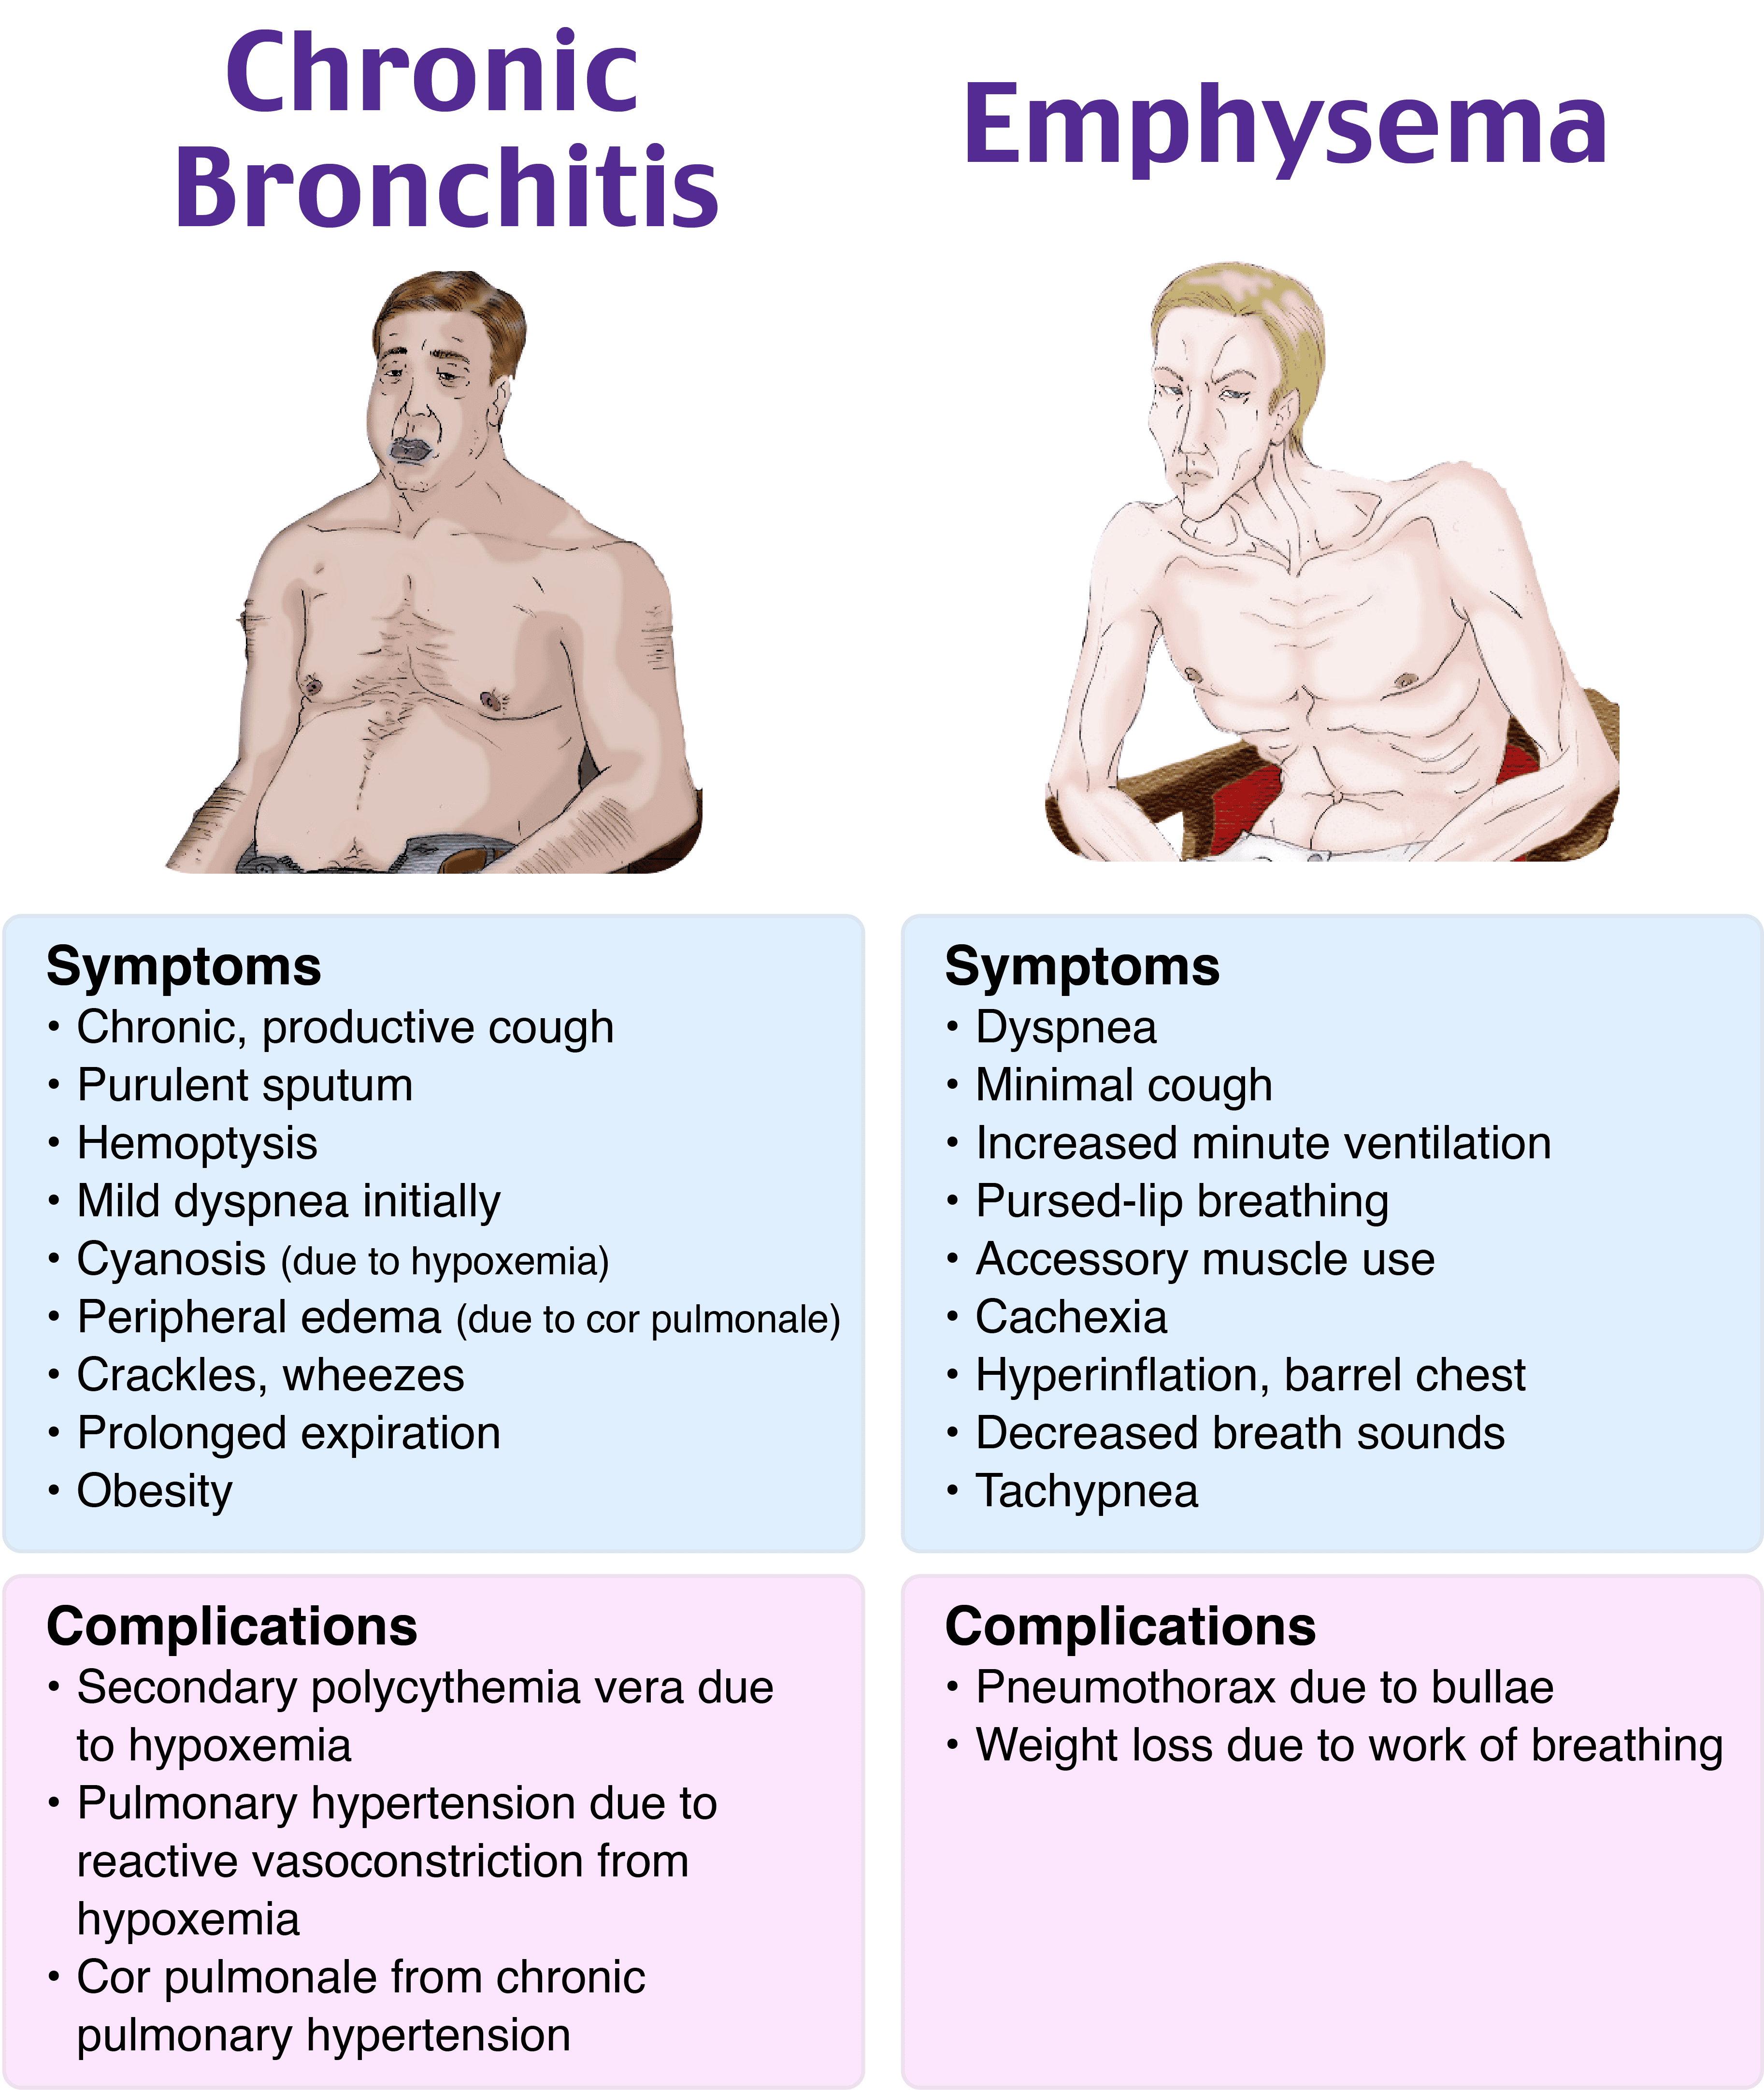 Chronic
Bronchitis
Symptoms
• Chronic, productive cough
• Purulent sputum
• Hemoptysis
• Mild dyspnea initially
• Cyanosis (due to hypoxemia)
• Peripheral edema (due to cor pulmonale)
• Crackles, wheezes
• Prolonged expiration
• Obesity
Complications
• Secondary polycythemia vera due
to hypoxemia
• Pulmonary hypertension due to
reactive vasoconstriction from
hypoxemia
• Cor pulmonale from chronic
pulmonary hypertension
Emphysema
Symptoms
• Dyspnea
• Minimal cough
• Increased minute ventilation
• Pursed-lip breathing
• Accessory muscle use
• Cachexia
• Hyperinflation, barrel chest
• Decreased breath sounds
• Tachypnea
Complications
• Pneumothorax due to bullae
• Weight loss due to work of breathing